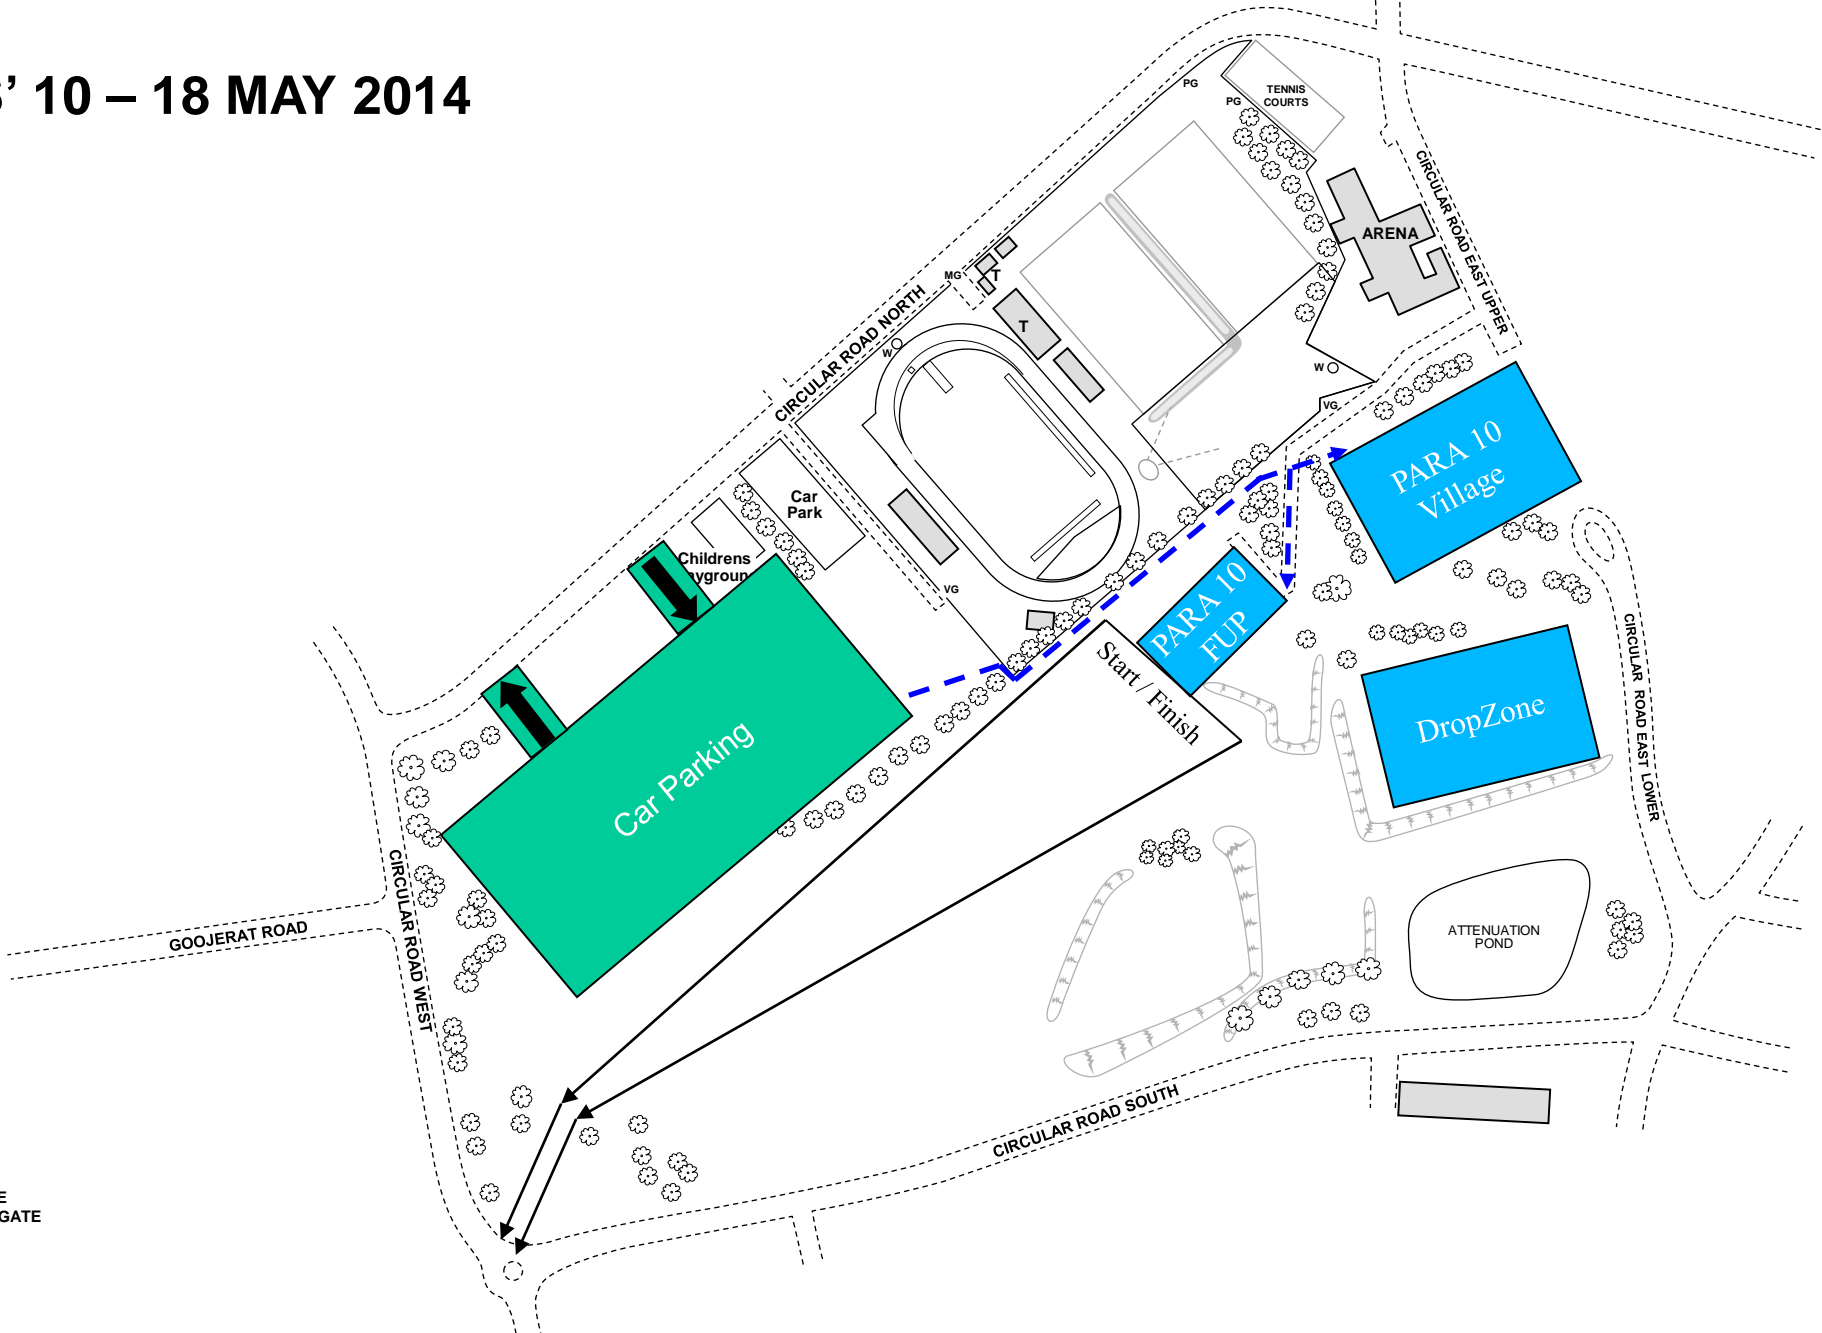 ’ 10 – 18 MAY 2014
PG
TENNIS
COURTS
PG
CIRCULAR ROAD EAST UPPER
ARENA
MG
T
T
CIRCULAR ROAD NORTH
W
W
VG
PARA 10
Village
Car
Park
Childrens
VG
PARA 10
FUP
Start / Finish
DropZone
CIRCULAR ROAD EAST LOWER
Car Parking
CIRCULAR ROAD WEST
GOOJERAT ROAD
ATTENUATION
POND
CIRCULAR ROAD SOUTH
E
GATE